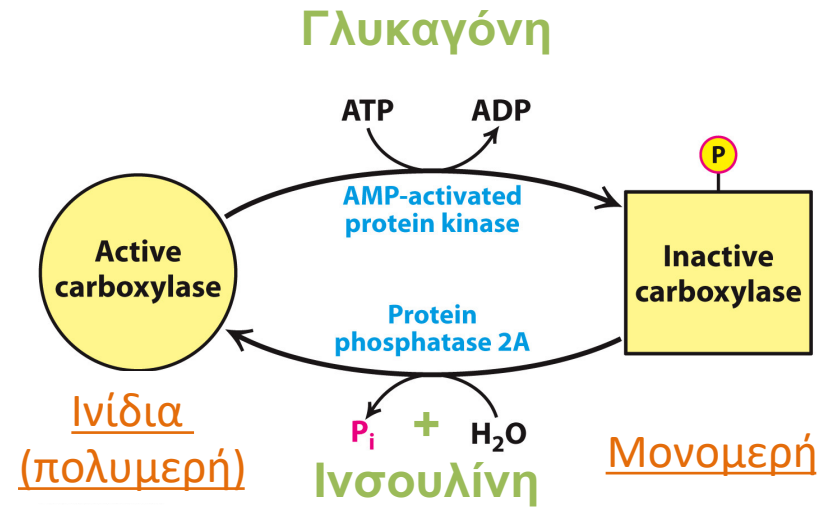 Γλυκαγόνη
ATP
ADP
P
AMP-activated
protein kinase
Active
carboxylase
Inactive
carboxylase
Protein
phosphatase 2A
Ινίδια
(πολυμερή)
Pi
+
H2O
Μονομερή
Ινσουλίνη